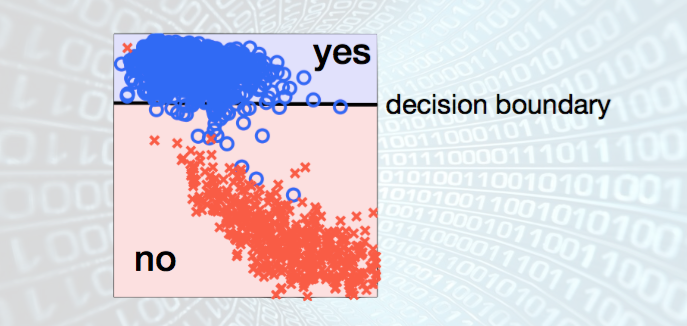 yes
decision boundary
no